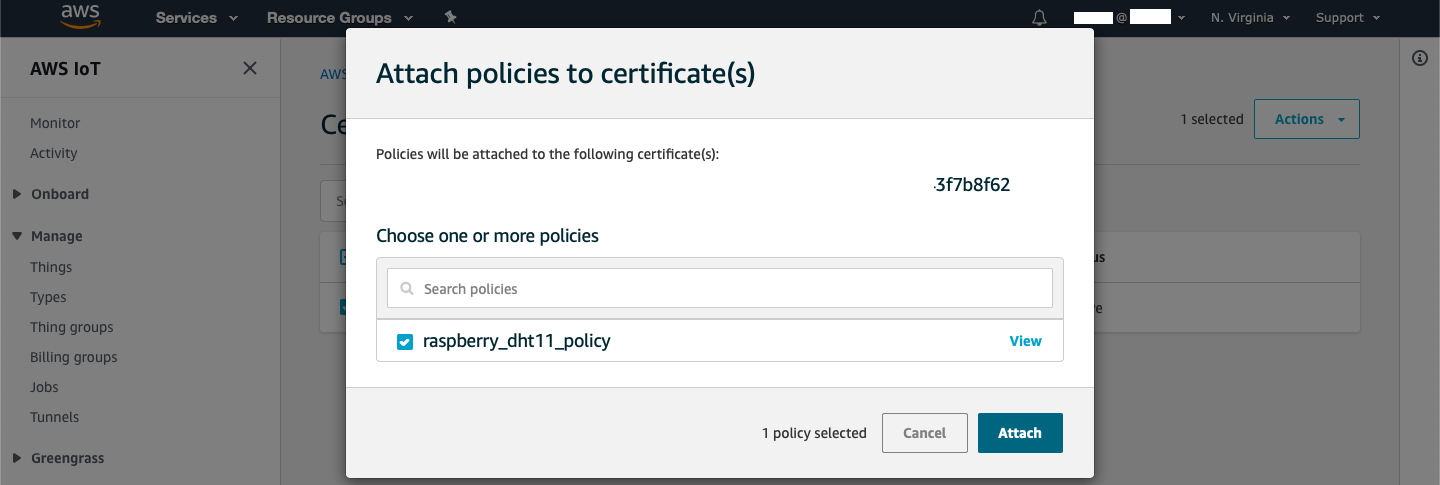 aws Services Resource Groups @ N. Virginia Support
AWS IoT
Monitor
Activity
Onboard
Manage
Things
Types
Thing groups
Billing groups
Jobs
Tunnels
Greengrass
AWS
Ce
1 selected Actions
Attach policies to certificate(s)
Policies will be attached to the following certificate(s):
3f7b8f62
Choose one or more policies
Search policies
raspberry_dht11_policy View
1 policy selected Cancel Attach
us